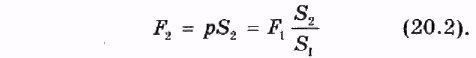 F₂ = pS₂ = F₁ S₂/S₁ (20.2).